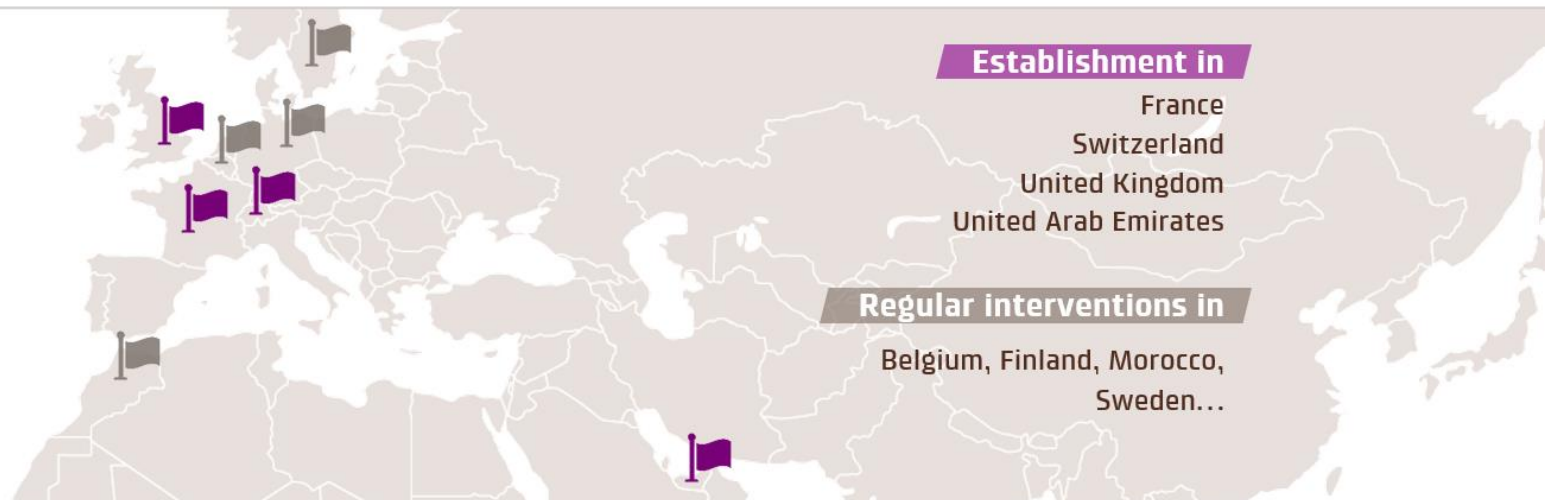 Establishment in
France
Switzerland
United Kingdom
United Arab Emirates
Regular interventions in
Belgium, Finland, Morocco,
Sweden...